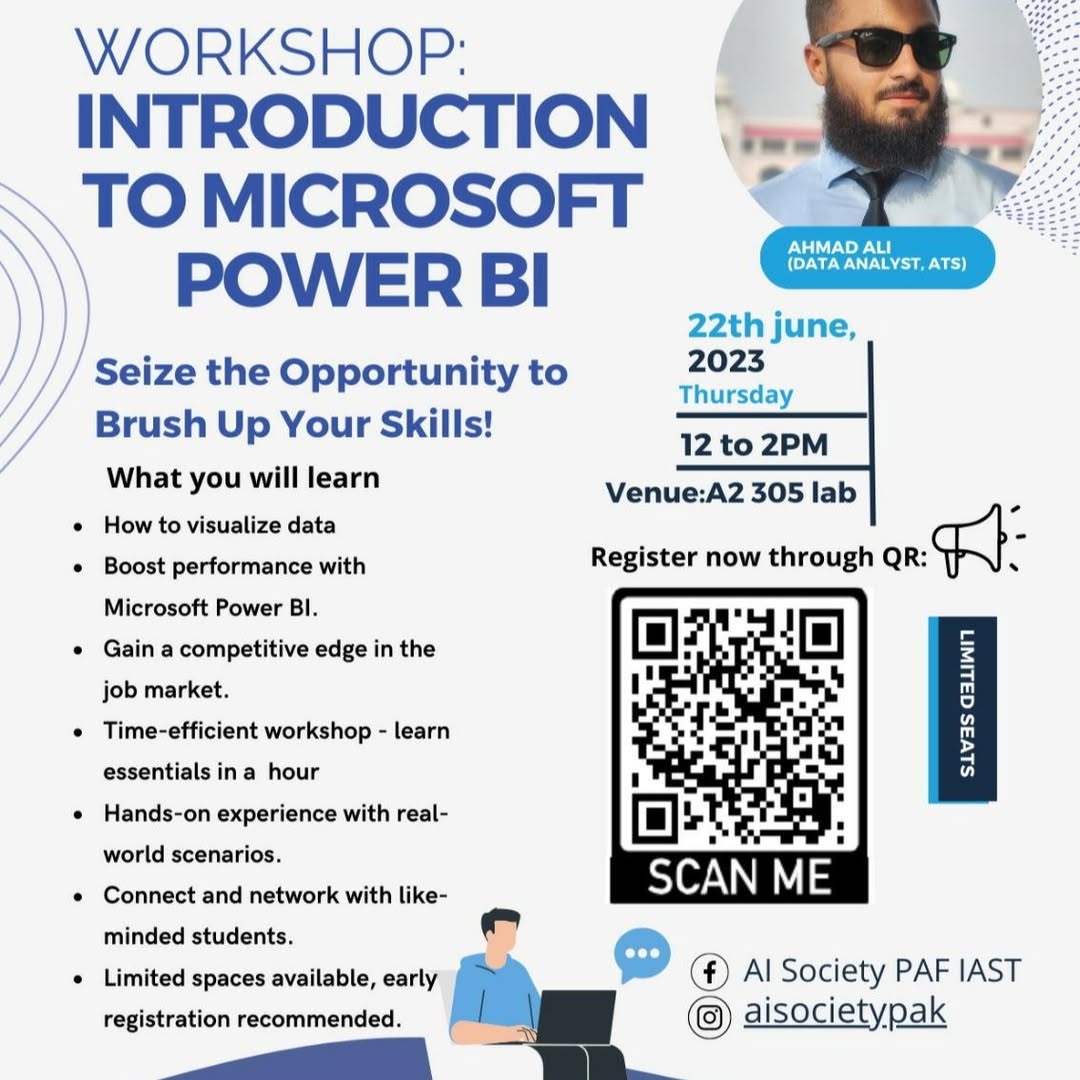 WORKSHOP:
INTRODUCTION
TO MICROSOFT
POWER BI
AHMAD ALI
(DATA ANALYST, ATS)
Seize the Opportunity to
Brush Up Your Skills!
22th june,
2023
Thursday
12 to 2PM
Venue:A2 305 lab
What you will learn
• How to visualize data
• Boost performance with
Microsoft Power BI.
• Gain a competitive edge in the
job market.
• Time-efficient workshop - learn
essentials in a  hour
• Hands-on experience with real-
world scenarios.
• Connect and network with like-
minded students.
• Limited spaces available, early
registration recommended.
Register now through QR:
LIMITED SEATS
SCAN ME
AI Society PAF IAST
aisocietypak